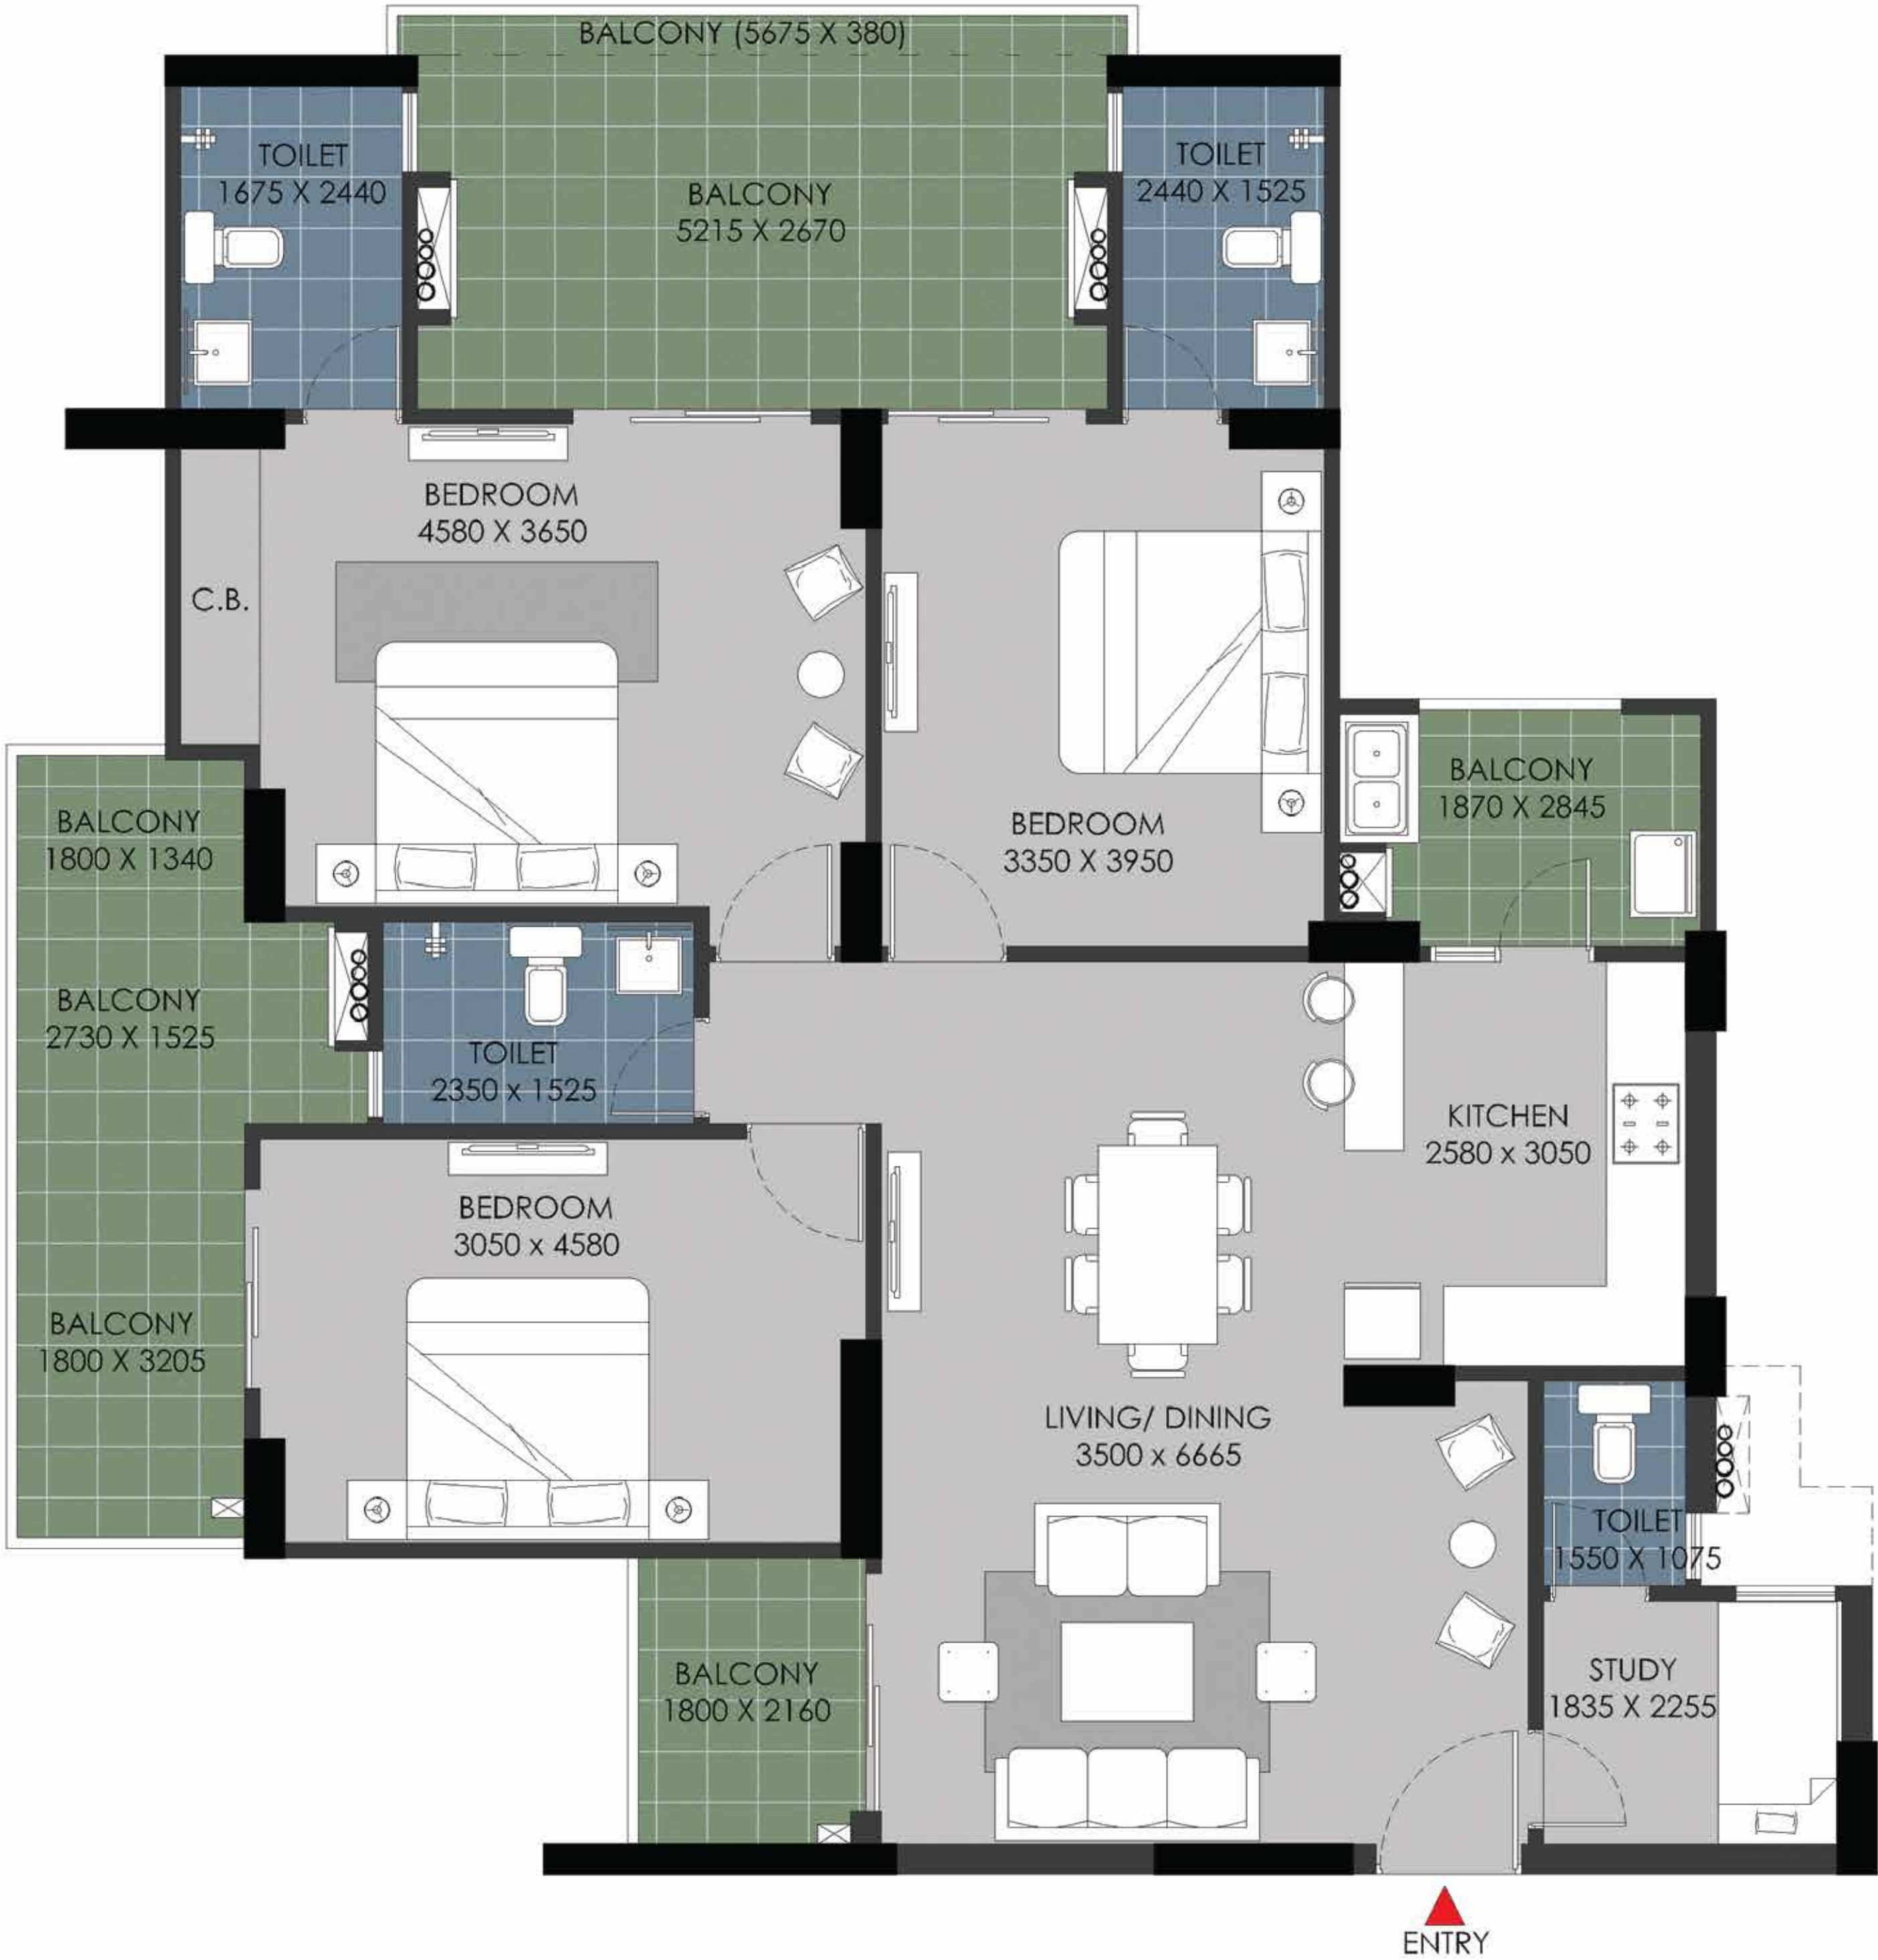 BALCONY (5675 X 380)
TOILET
1675 X 2440
BALCONY
5215 X 2670
TOILET
2440 X 1525
BEDROOM
4580 X 3650
C.B.
BEDROOM
3350 X 3950
BALCONY
1870 X 2845
BALCONY
1800 X 1340
BALCONY
2730 X 1525
TOILET
2350 x 1525
KITCHEN
2580 x 3050
BEDROOM
3050 x 4580
BALCONY
1800 X 3205
LIVING/ DINING
3500 x 6665
TOILET
1550 X 1075
BALCONY
1800 X 2160
STUDY
1835 X 2255
ENTRY